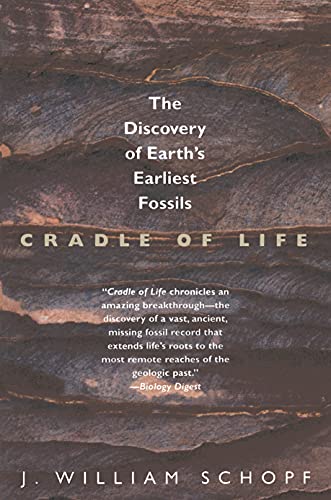 The
Discovery
of Earth's
Earliest
Fossils
CRADLE OF LIFE
"Cradle of Life chronicles an
amazing breakthrough—the
discovery of a vast, ancient,
missing fossil record that
extends life's roots to the
most remote reaches of the
geologic past."
—Biology Digest
J. WILLIAM SCHOPF